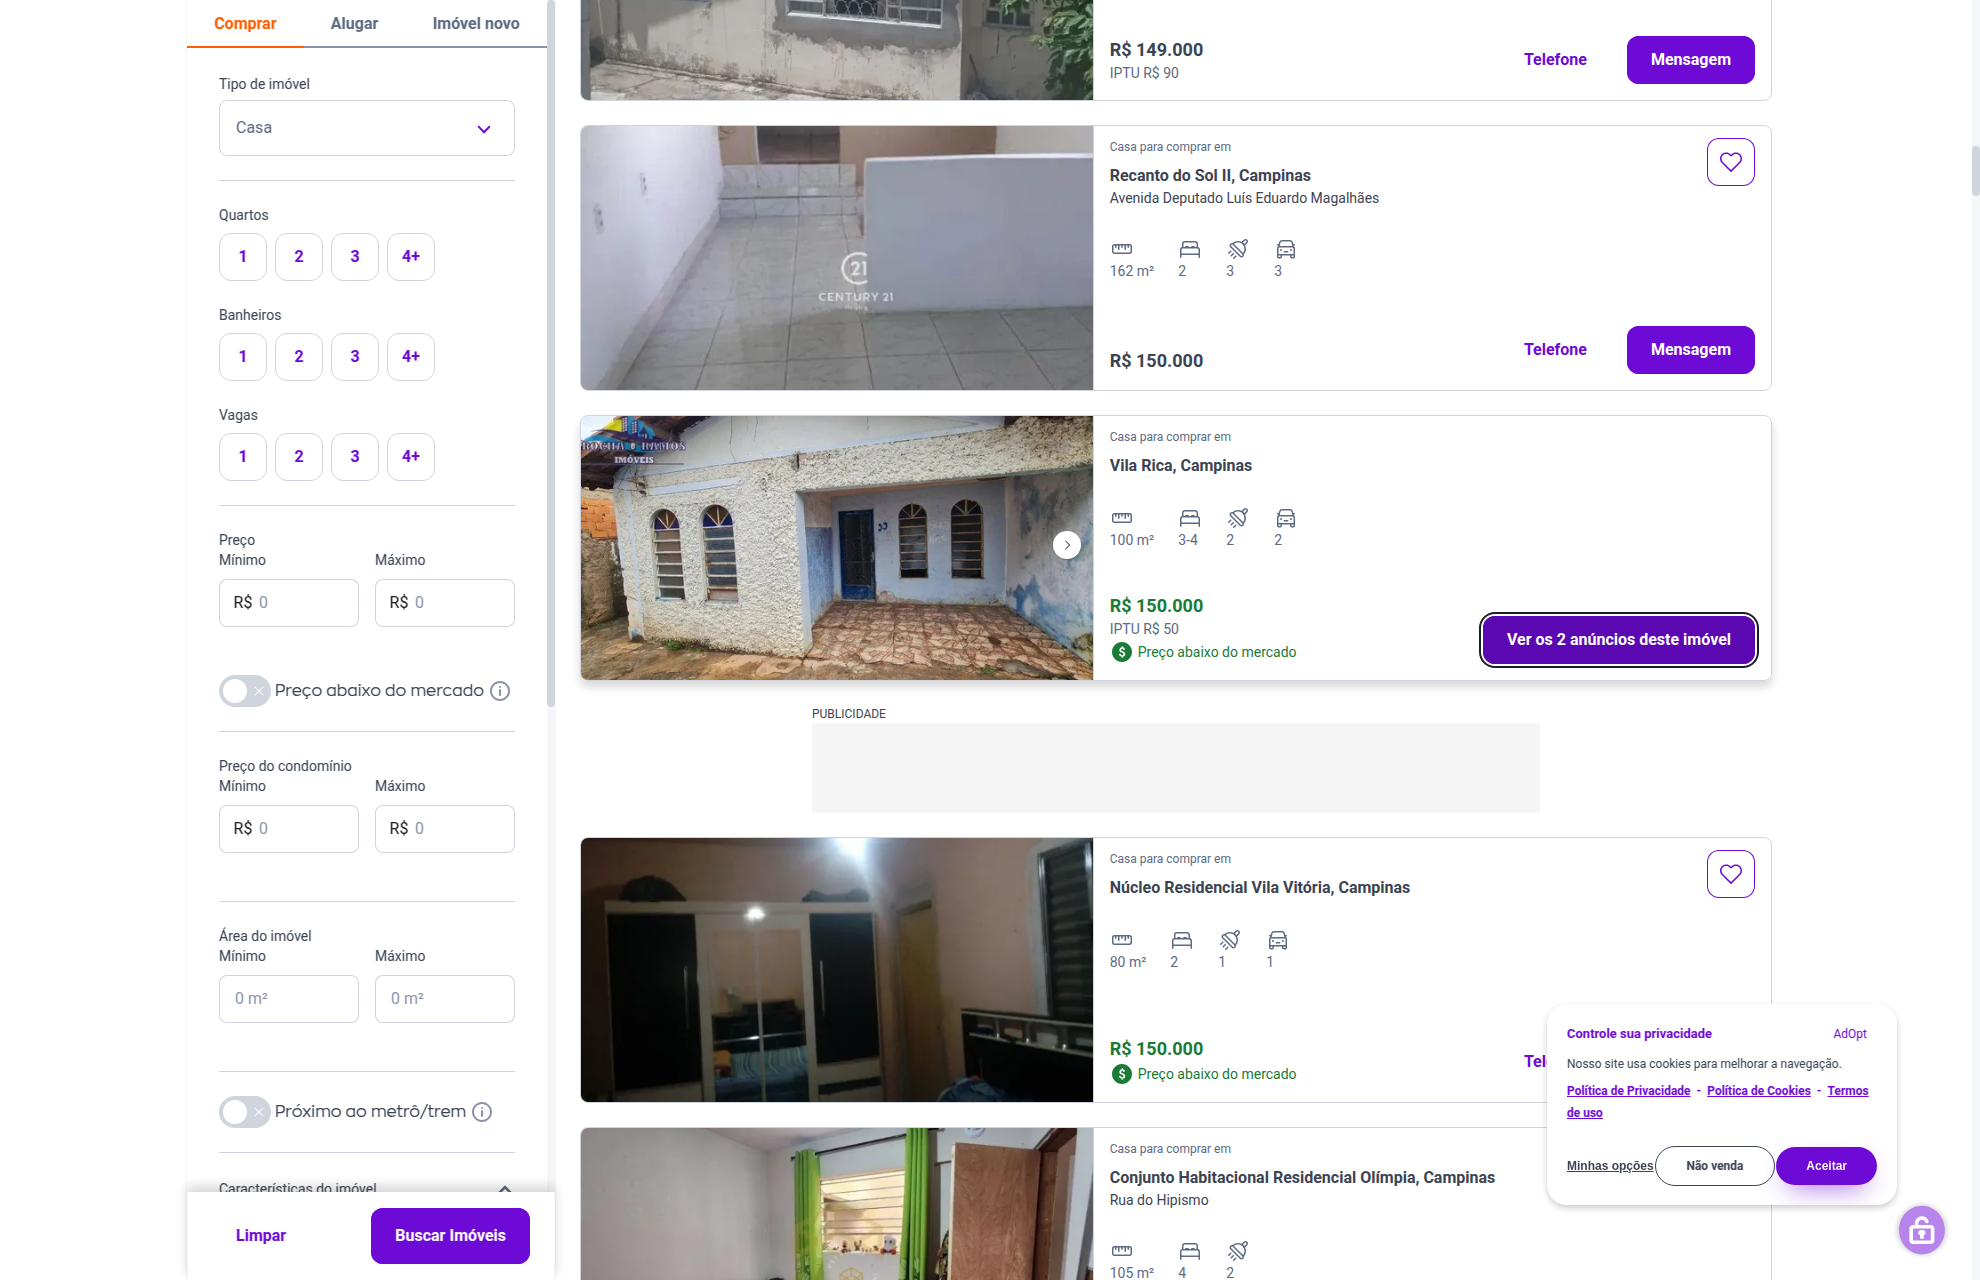 Comprar
Alugar
Imóvel novo
Tipo de imóvel
Casa
Quartos
1
2
3
4+
Banheiros
1
2
3
4+
Vagas
1
2
3
4+
Preço
Mínimo
Máximo
R$ 0
R$ 0
Preço abaixo do mercado
Preço do condomínio
Mínimo
Máximo
R$ 0
R$ 0
Área do imóvel
Mínimo
Máximo
0 m²
0 m²
Próximo ao metrô/trem
Características do imóvel
Limpar
Buscar Imóveis
R$ 149.000
IPTU R$ 90
Telefone
Mensagem
21
CENTURY 21
Casa para comprar em
Recanto do Sol II, Campinas
Avenida Deputado Luís Eduardo Magalhães
162 m²
2
3
3
R$ 150.000
Telefone
Mensagem
ROCHA & RAMOS
IMÓVEIS
Casa para comprar em
Vila Rica, Campinas
100 m²
3-4
2
2
R$ 150.000
IPTU R$ 50
Preço abaixo do mercado
Ver os 2 anúncios deste imóvel
PUBLICIDADE
Casa para comprar em
Núcleo Residencial Vila Vitória, Campinas
80 m²
2
1
1
R$ 150.000
Preço abaixo do mercado
Tel
Casa para comprar em
Conjunto Habitacional Residencial Olímpia, Campinas
Rua do Hipismo
105 m²
4
2
Controle sua privacidade
AdOpt
Nosso site usa cookies para melhorar a navegação.
Política de Privacidade - Política de Cookies - Termos
de uso
Minhas opções
Não venda
Aceitar